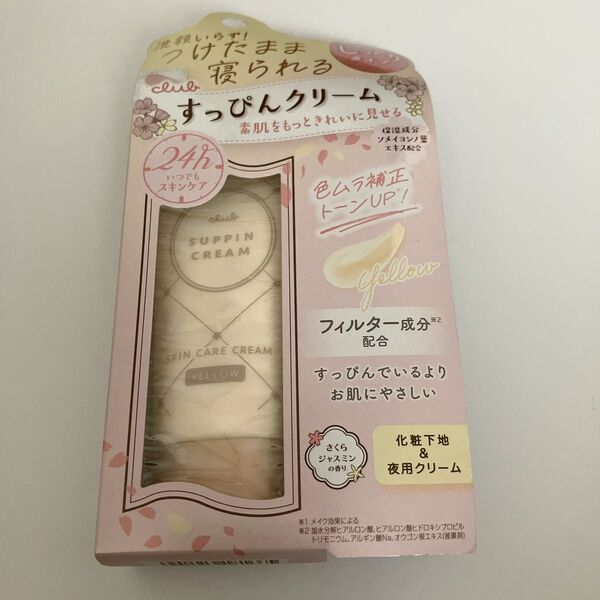 洗顔いらず!
つけたまま
寝られる
しっとり
タイプ
club
すっぴんクリーム
素肌をもっときれいに見せる
保湿成分
ソメイヨシノ葉
エキス配合
24h
いつでも
スキンケア
色ムラ補正
トーンUP!
club
SUPPIN
CREAM
yellow
フィルター成分※2
配合
SKIN CARE CREAM
YELLOW
すっぴんでいるより
お肌にやさしい
さくら
ジャスミン
の香り
化粧下地
&
夜用クリーム
※1 メイク効果による
※2 加水分解ヒアルロン酸、ヒアルロン酸ヒドロキシプロピル
トリモニウム、アルギン酸Na、オウゴン根エキス(被膜剤)